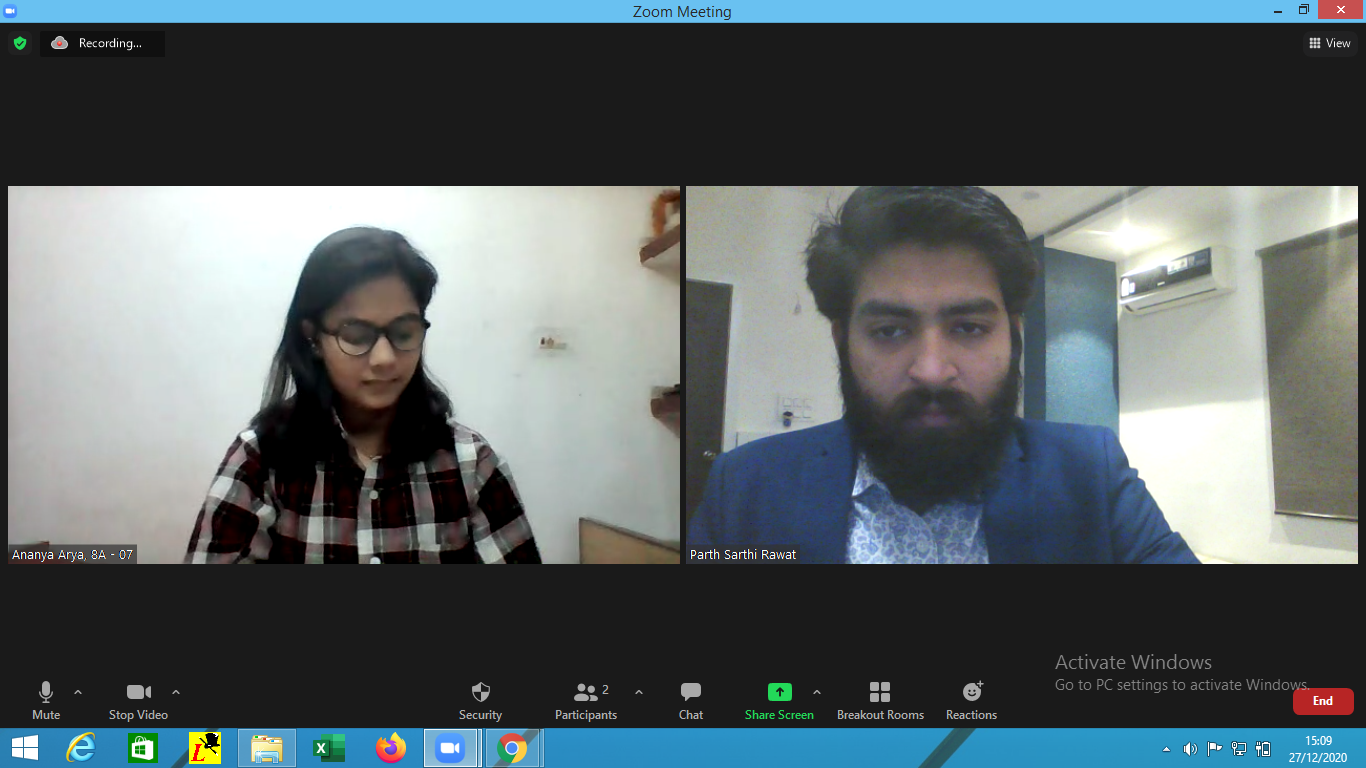 Zoom Meeting
Recording...
View
Ananya Arya, 8A - 07
Parth Sarthi Rawat
Activate Windows
Go to PC settings to activate Windows.
Mute
Stop Video
Security
2
Participants
Chat
Share Screen
Breakout Rooms
Reactions
End
L
15:09
27/12/2020